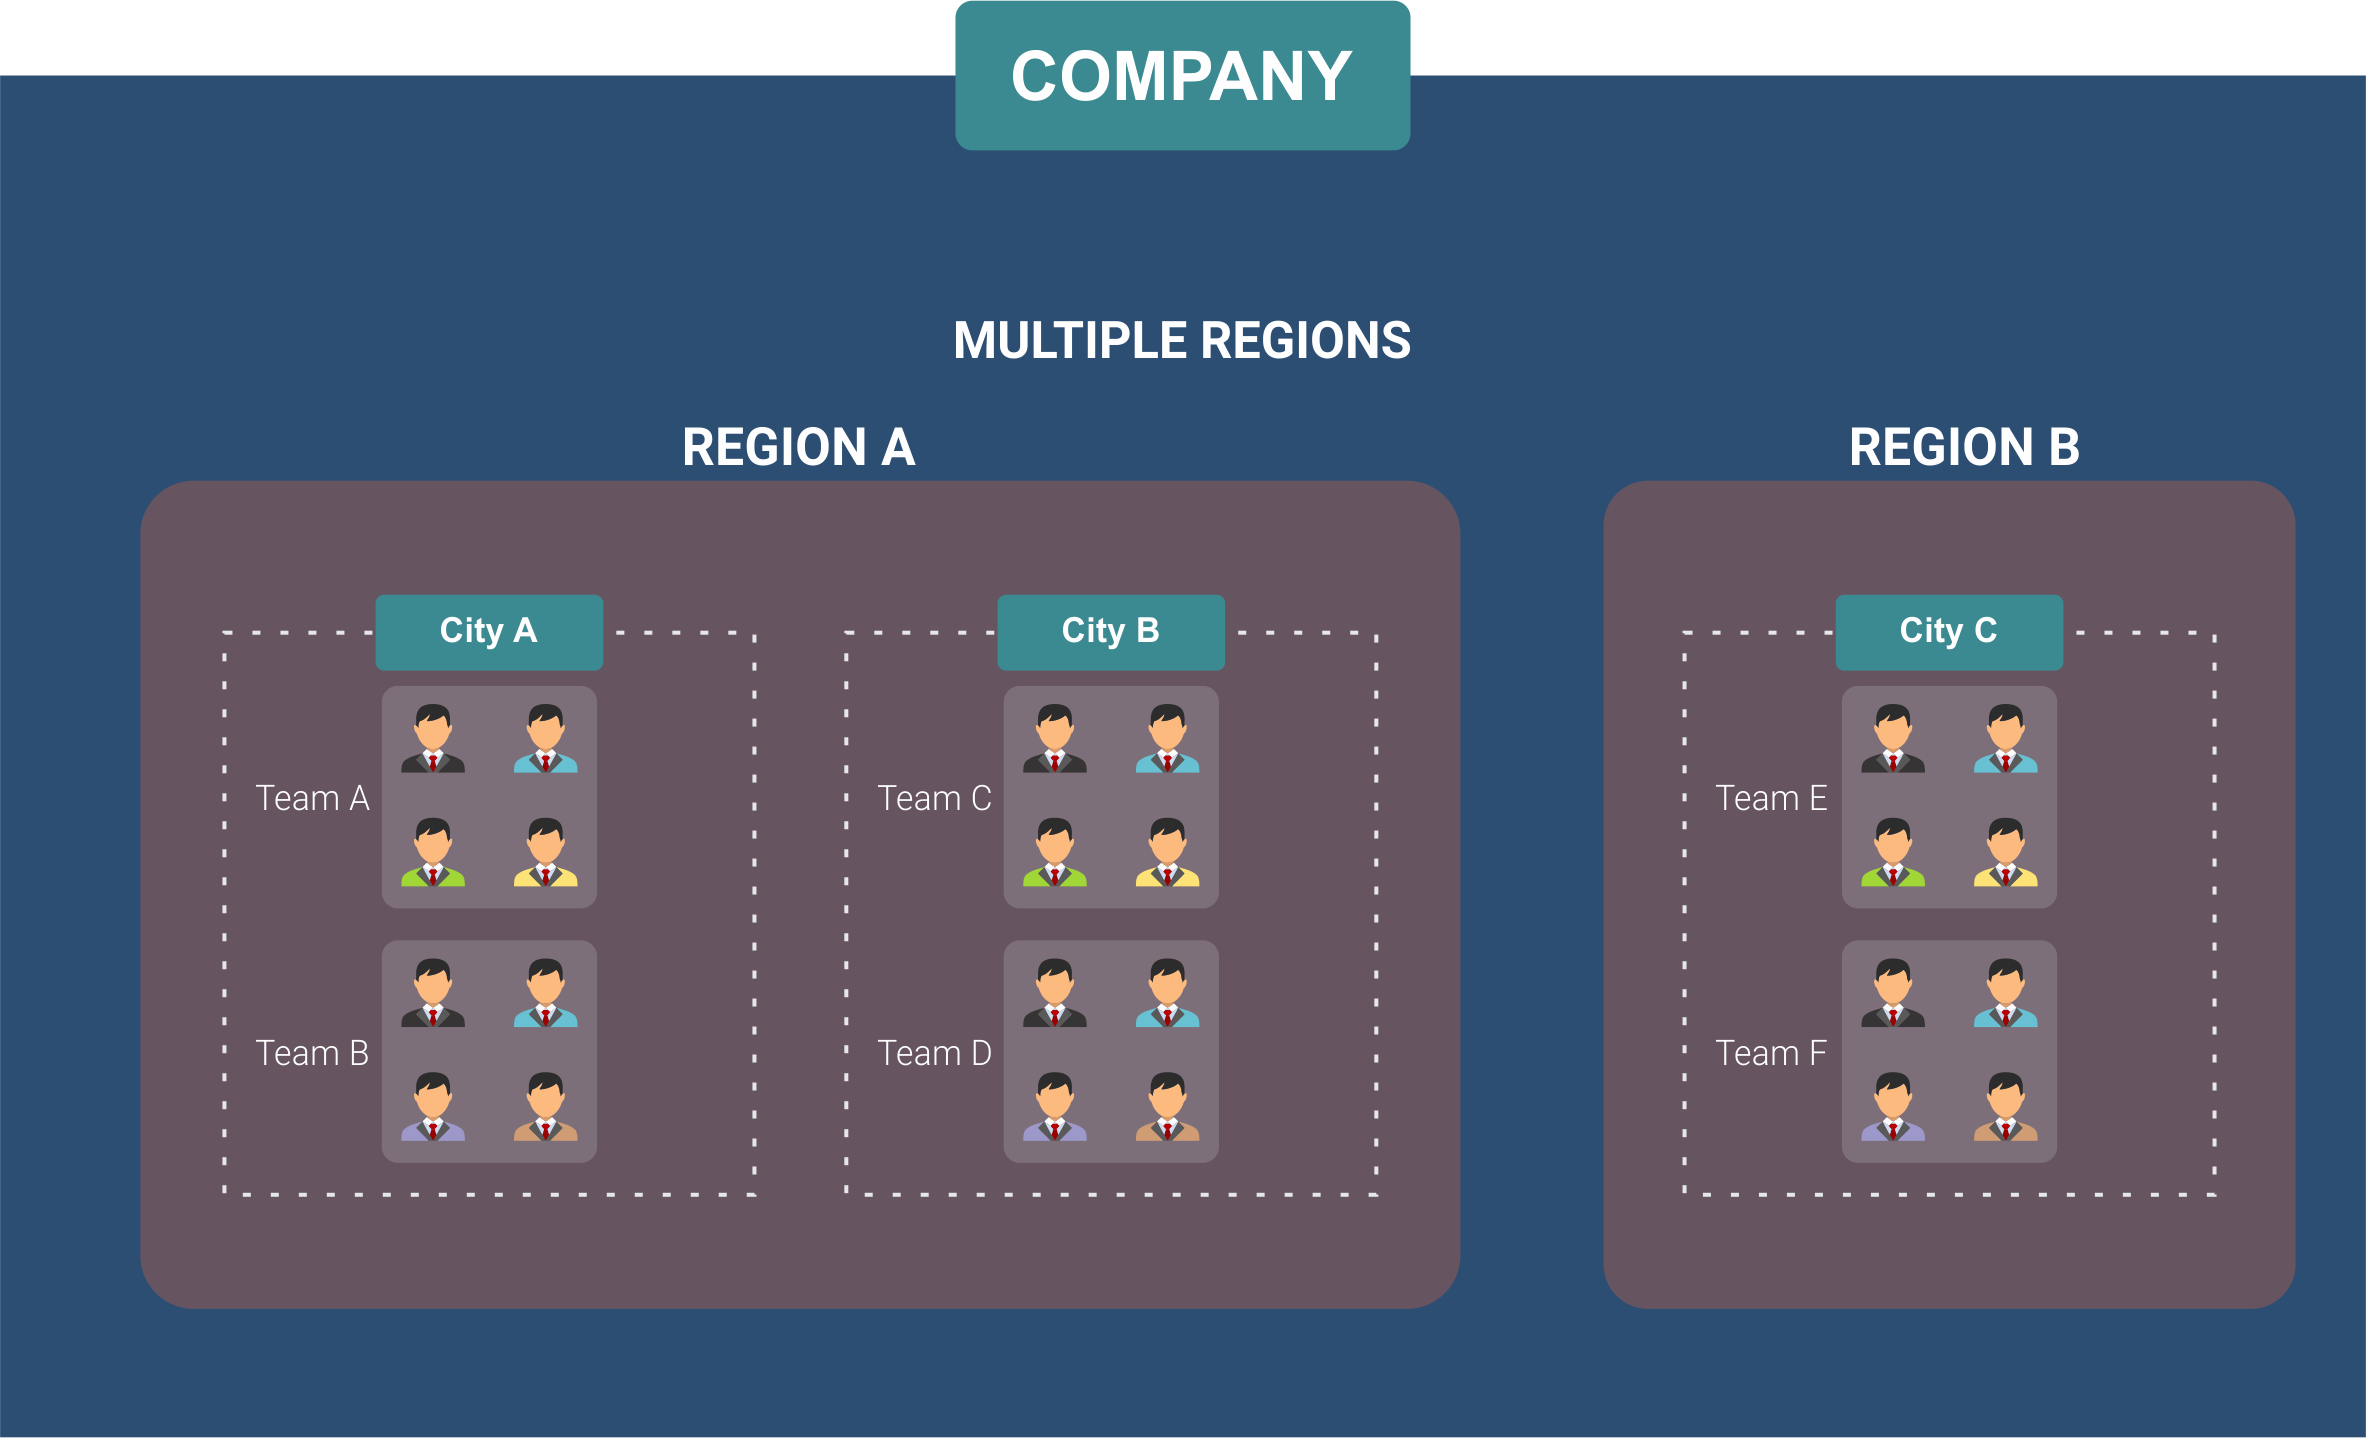 COMPANY
MULTIPLE REGIONS
REGION A
REGION B
City A
City B
City C
Team A
Team C
Team E
Team B
Team D
Team F